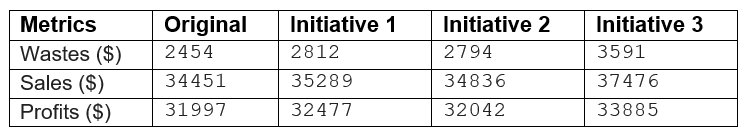 Metrics Original Initiative 1 Initiative 2 Initiative 3
Wastes ($) 2454 2812 2794 3591
Sales ($) 34451 35289 34836 37476
Profits ($) 31997 32477 32042 33885